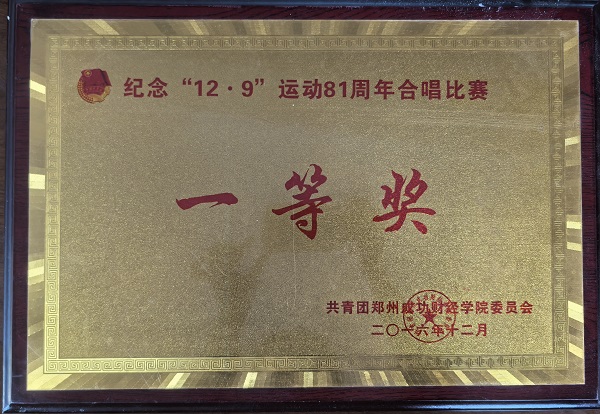 纪念“12·9”运动81周年合唱比赛
一等奖
共青团郑州成功财经学院委员会
二〇一六年十二月